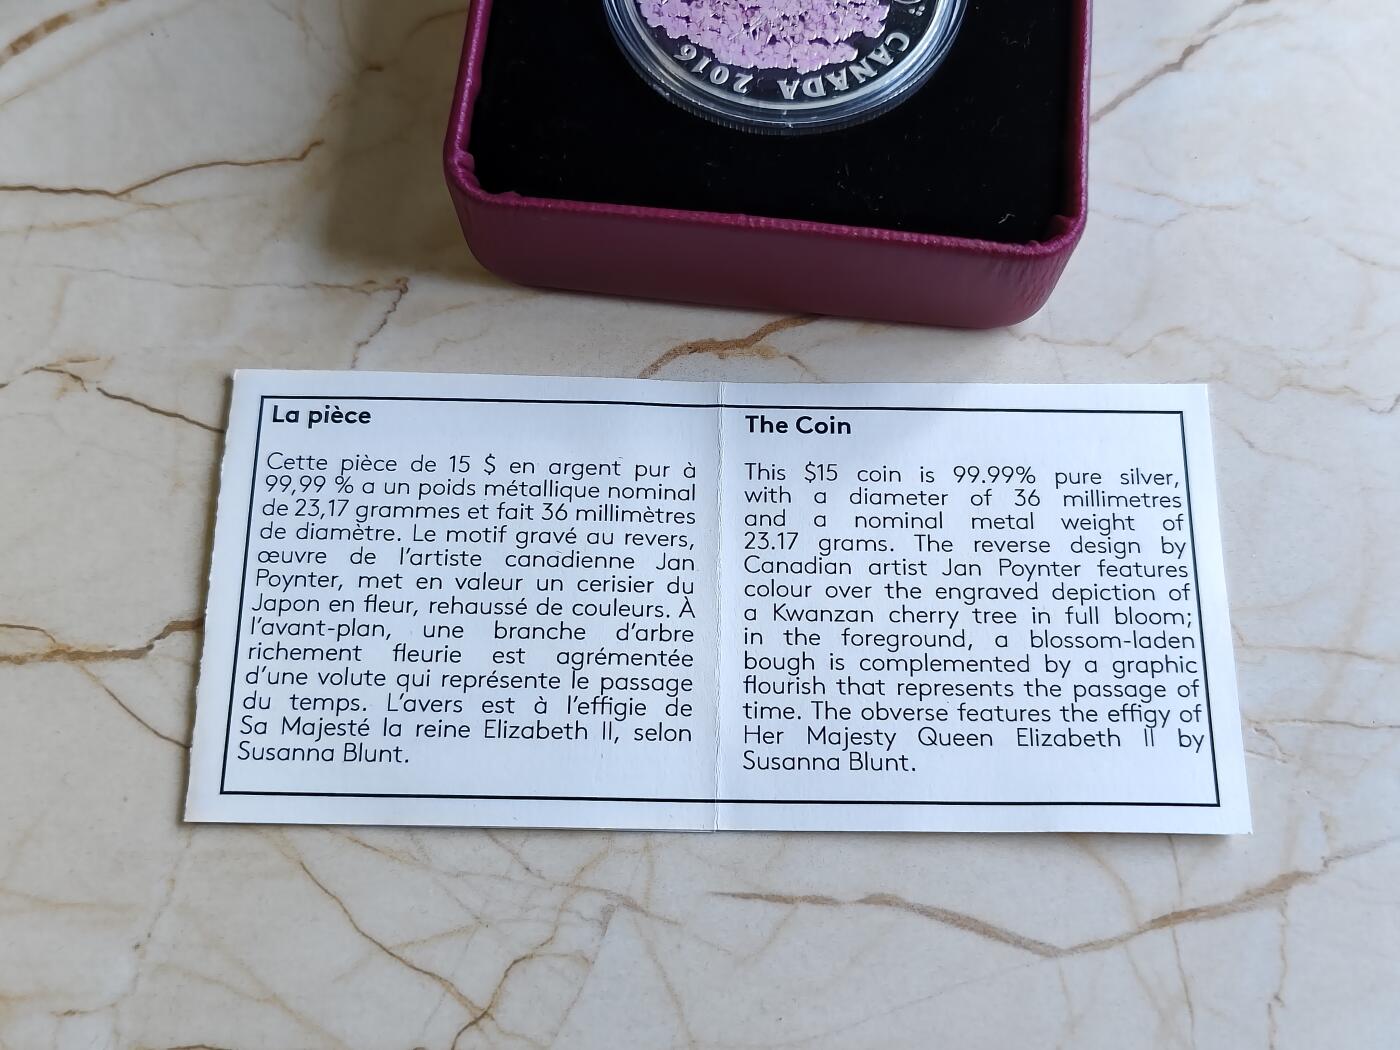 CANADA 2016
La pièce
Cette pièce de 15 $ en argent pur à
99,99 % a un poids métallique nominal
de 23,17 grammes et fait 36 millimètres
de diamètre. Le motif gravé au revers,
œuvre de l'artiste canadienne Jan
Poynter, met en valeur un cerisier du
Japon en fleur, rehaussé de couleurs. À
l'avant-plan, une branche d'arbre
richement fleurie est agrémentée
d'une volute qui représente le passage
du temps. L'avers est à l'effigie de
Sa Majesté la reine Elizabeth II, selon
Susanna Blunt.
The Coin
This $15 coin is 99.99% pure silver,
with a diameter of 36 millimetres
and a nominal metal weight of
23.17 grams. The reverse design by
Canadian artist Jan Poynter features
colour over the engraved depiction of
a Kwanzan cherry tree in full bloom;
in the foreground, a blossom-laden
bough is complemented by a graphic
flourish that represents the passage of
time. The obverse features the effigy of
Her Majesty Queen Elizabeth II by
Susanna Blunt.